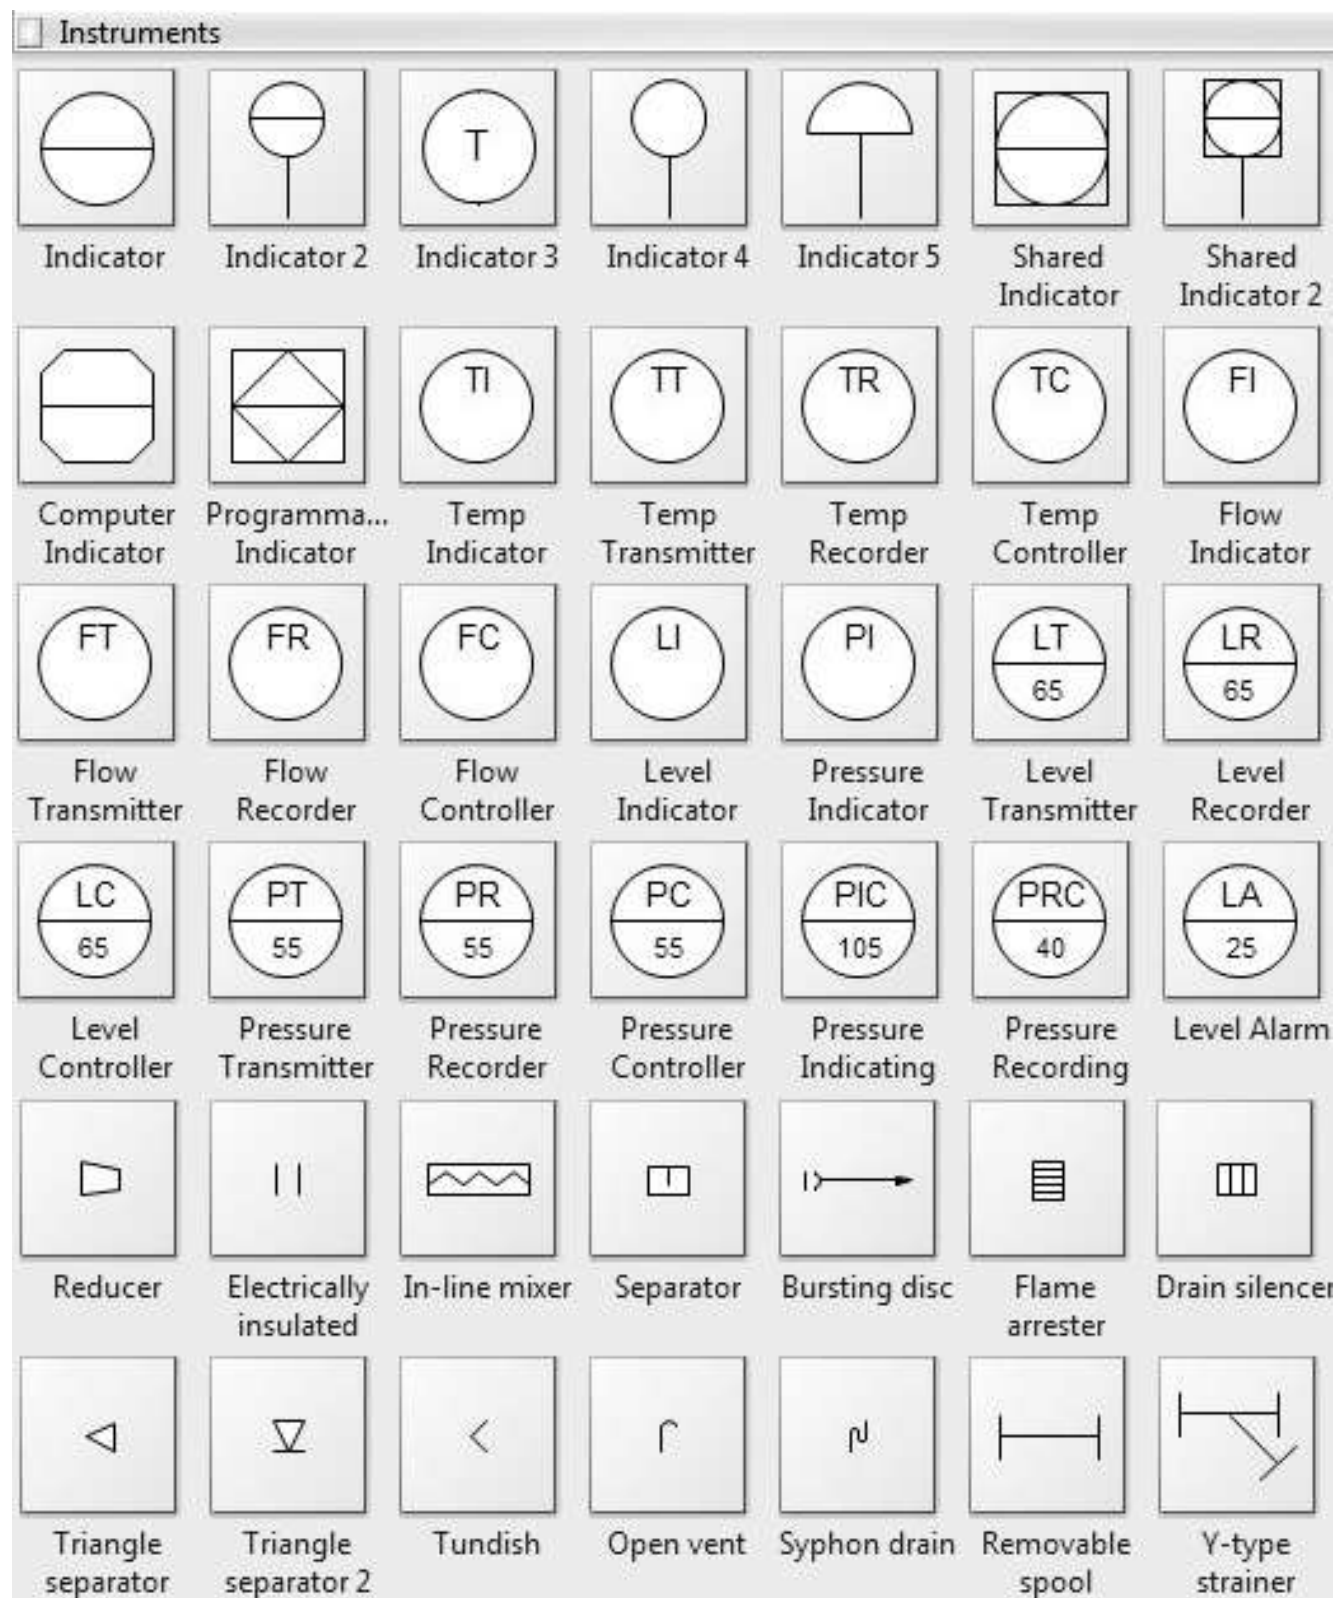 Instruments
T
Indicator Indicator 2 Indicator 3 Indicator 4 Indicator 5 Shared Indicator Shared Indicator 2
TI TT TR TC FI
Computer Indicator Programma... Indicator Temp Indicator Temp Transmitter Temp Recorder Temp Controller Flow Indicator
FT FR FC LI PI LT 65 LR 65
Flow Transmitter Flow Recorder Flow Controller Level Indicator Pressure Indicator Level Transmitter Level Recorder
LC 65 PT 55 PR 55 PC 55 PIC 105 PRC 40 LA 25
Level Controller Pressure Transmitter Pressure Recorder Pressure Controller Pressure Indicating Pressure Recording Level Alarm
Reducer Electrically insulated In-line mixer Separator Bursting disc Flame arrester Drain silencer
Triangle separator Triangle separator 2 Tundish Open vent Syphon drain Removable spool Y-type strainer